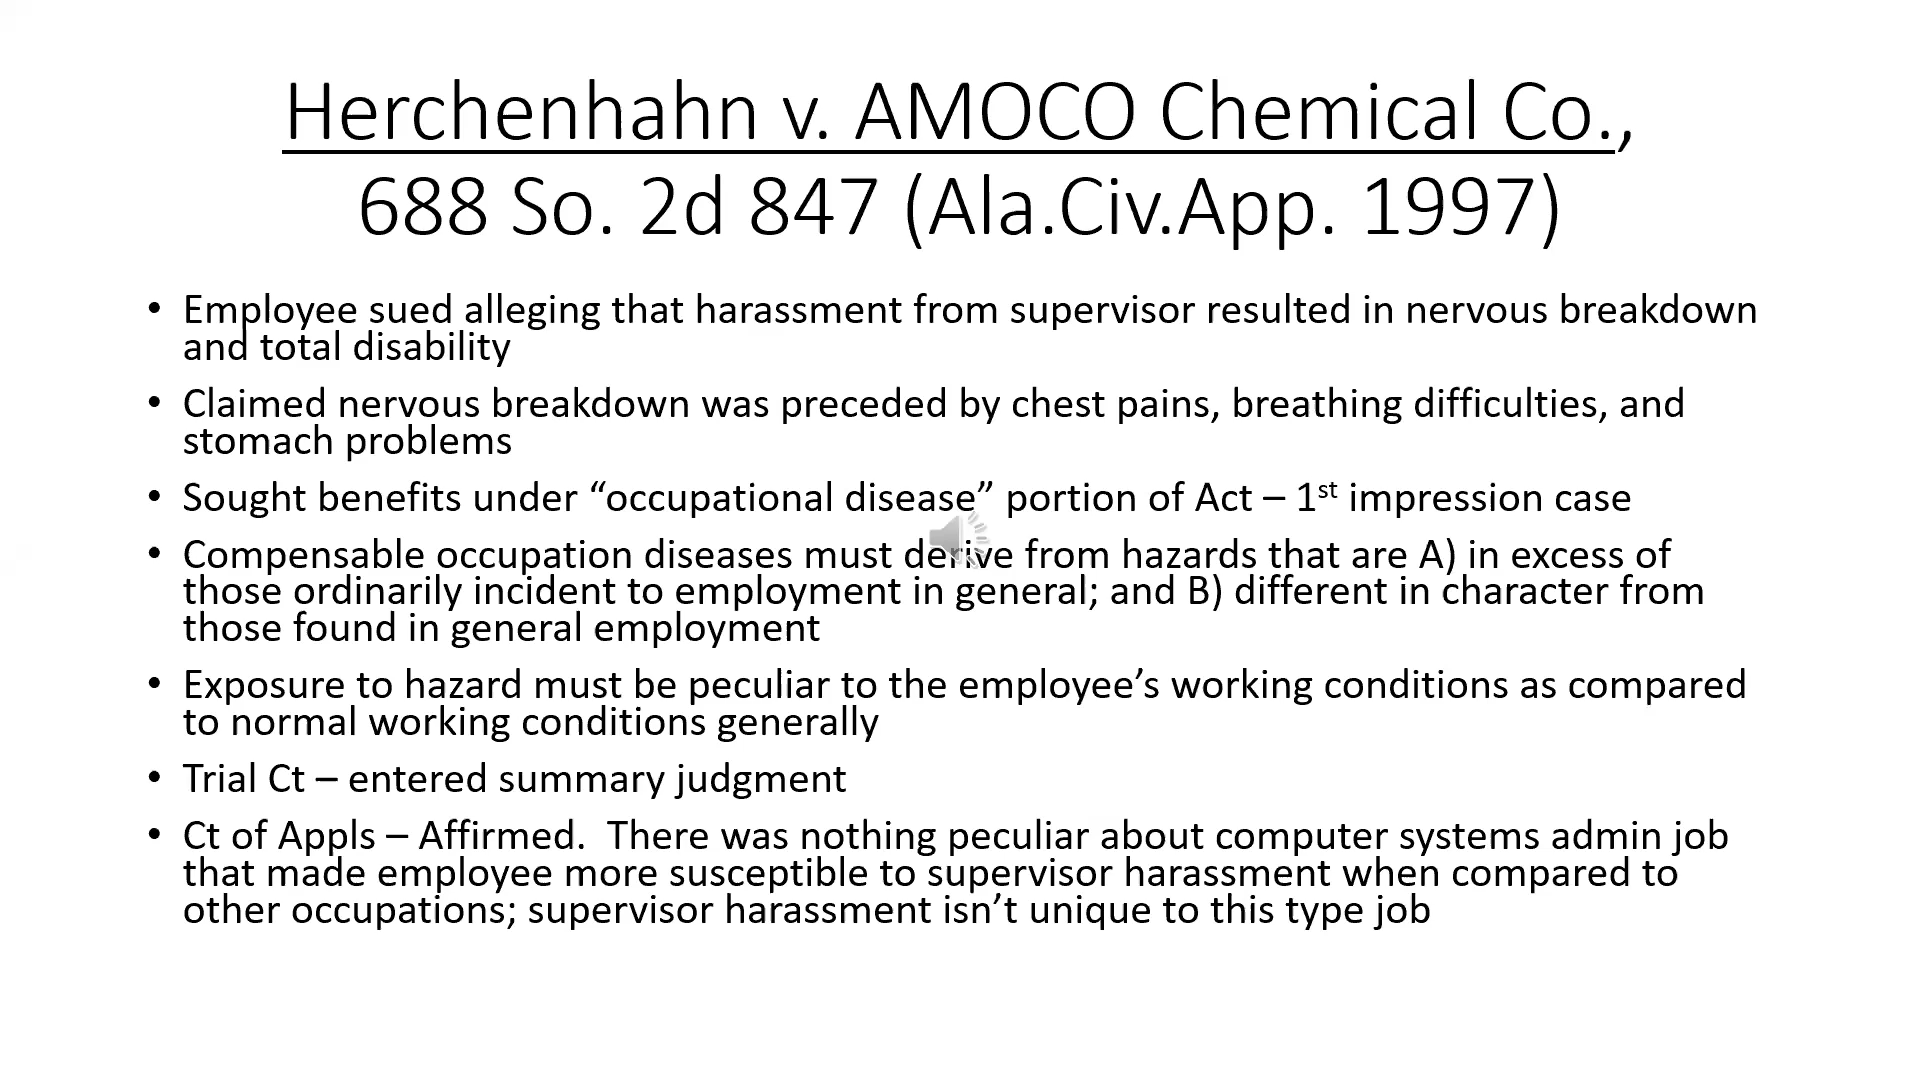 Herchenhahn v. AMOCO Chemical Co.,
688 So. 2d 847 (Ala.Civ.App. 1997)
• Employee sued alleging that harassment from supervisor resulted in nervous breakdown
and total disability
• Claimed nervous breakdown was preceded by chest pains, breathing difficulties, and
stomach problems
• Sought benefits under “occupational disease” portion of Act – 1st impression case
• Compensable occupation diseases must derive from hazards that are A) in excess of
those ordinarily incident to employment in general; and B) different in character from
those found in general employment
• Exposure to hazard must be peculiar to the employee’s working conditions as compared
to normal working conditions generally
• Trial Ct – entered summary judgment
• Ct of Appls – Affirmed.  There was nothing peculiar about computer systems admin job
that made employee more susceptible to supervisor harassment when compared to
other occupations; supervisor harassment isn’t unique to this type job